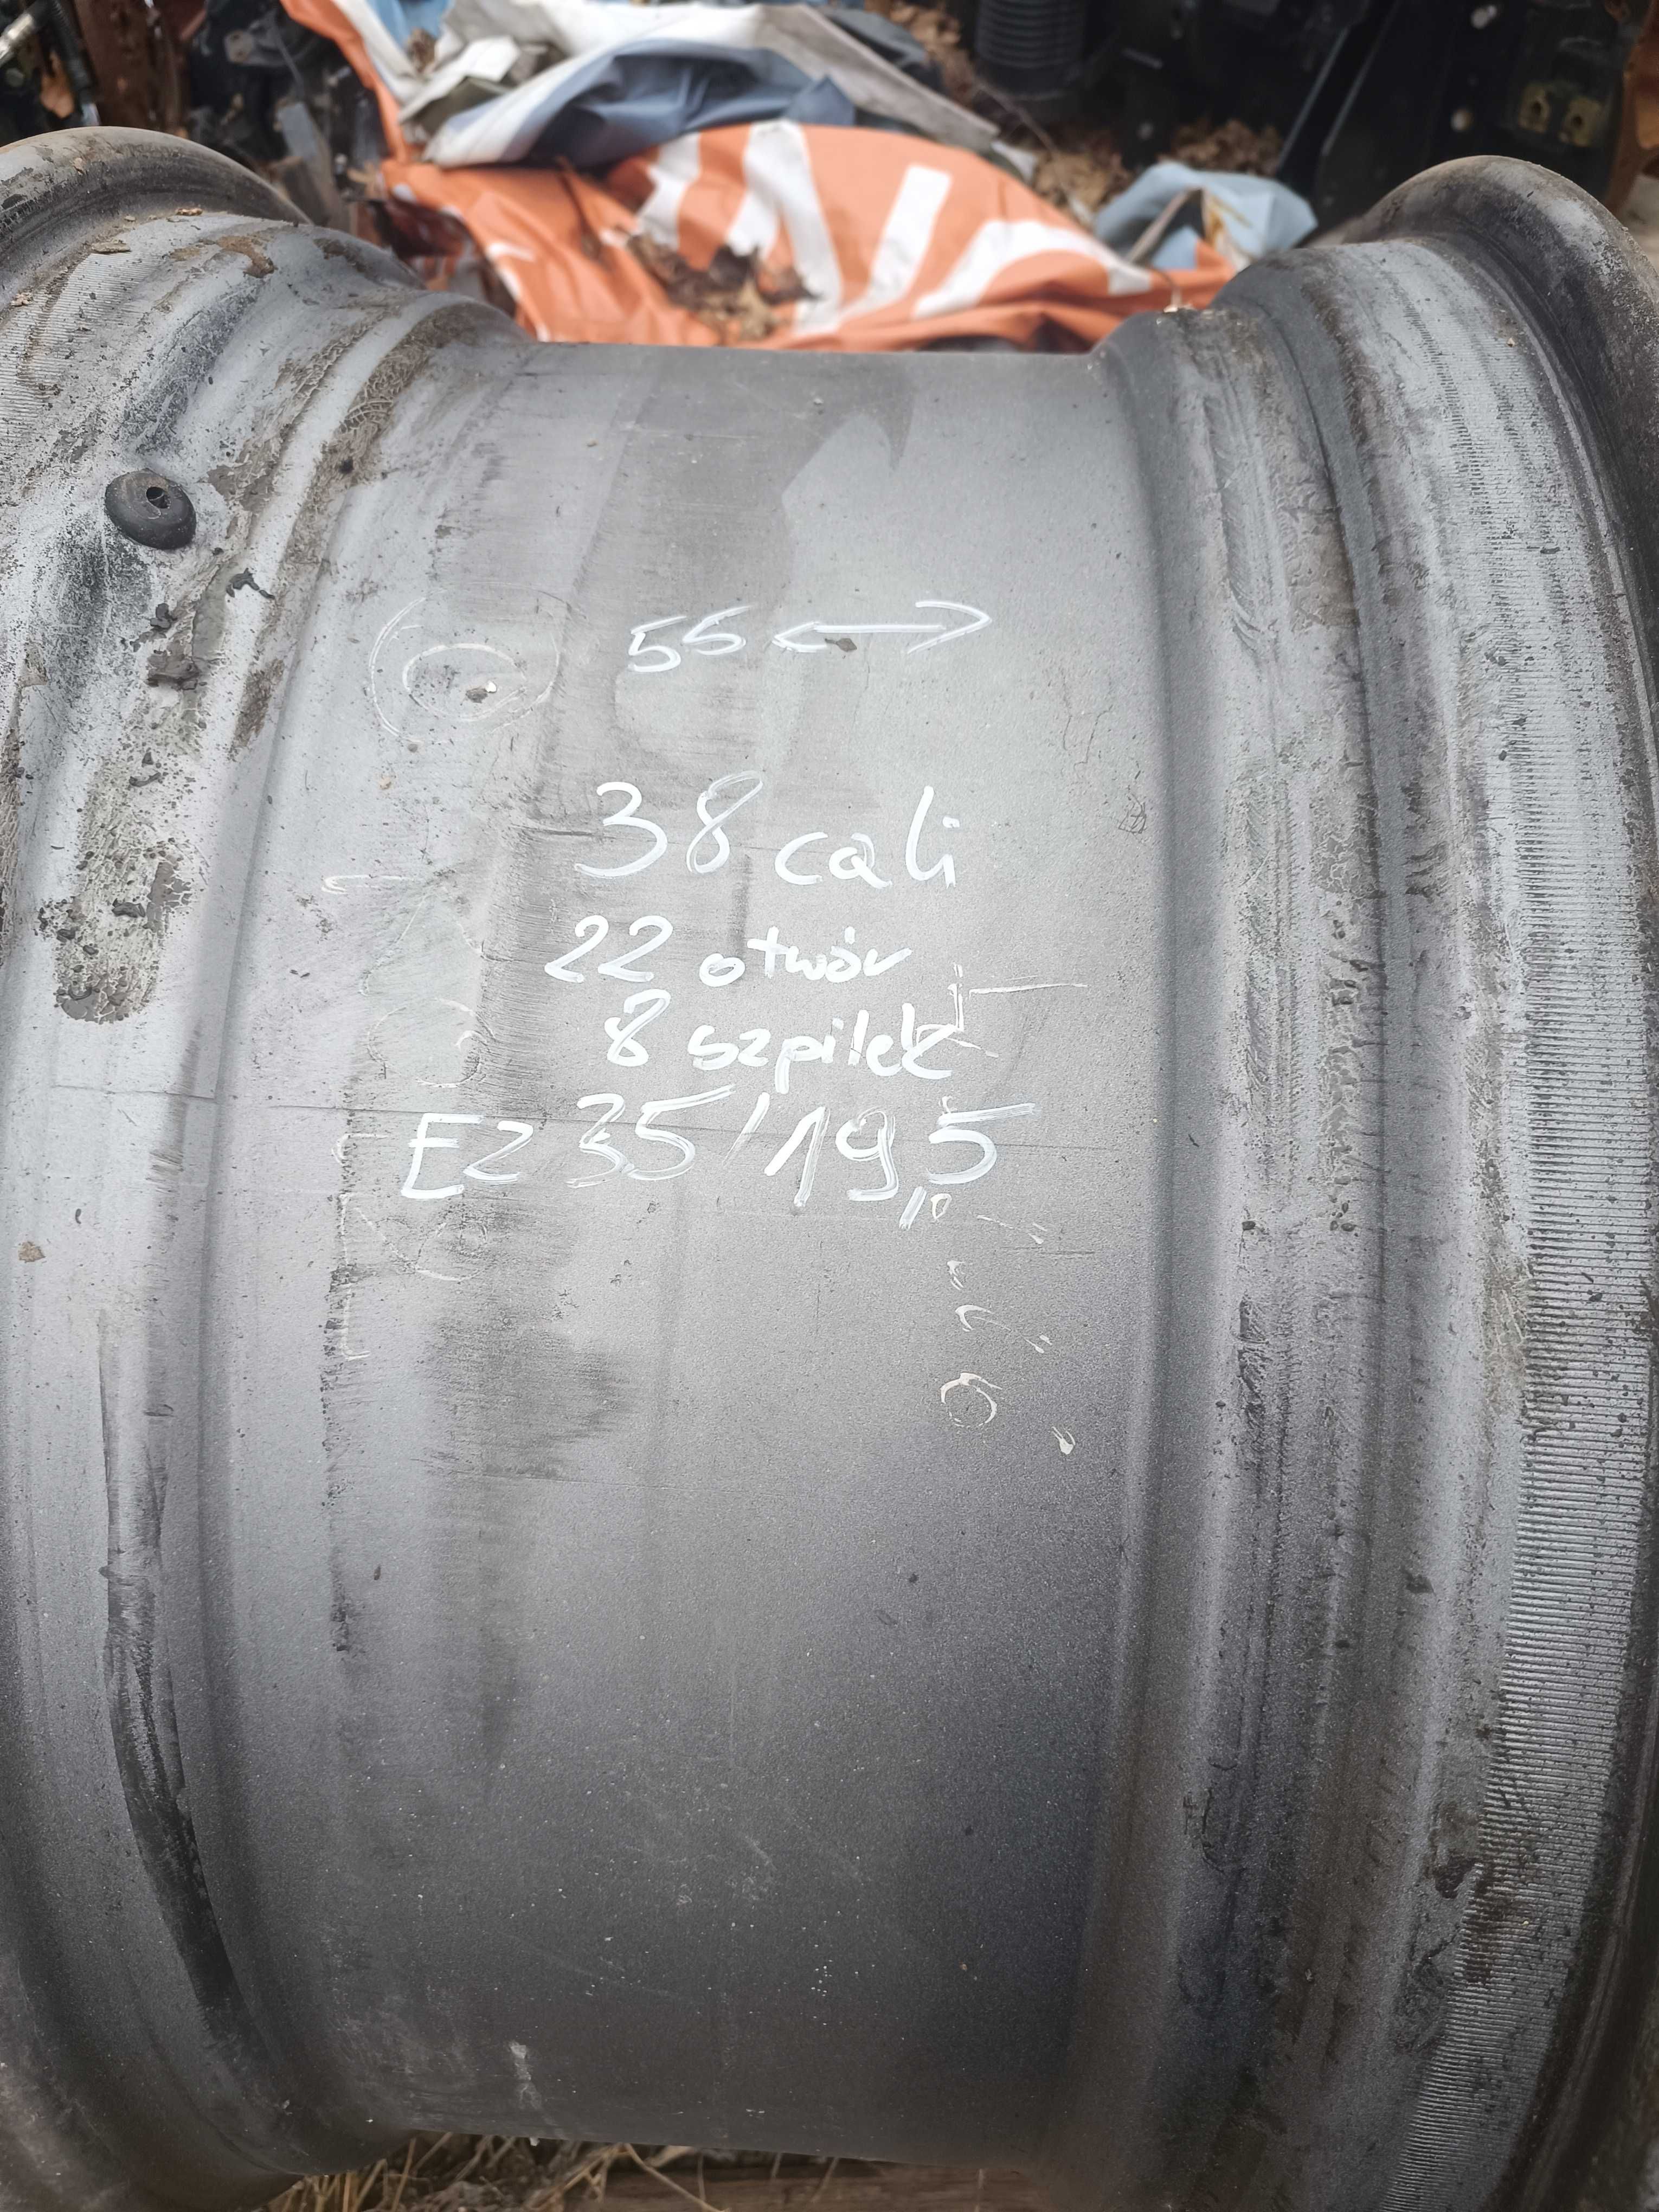 55 <->
38 cali
22 otwór
8 szpilek
EZ 35/19,5